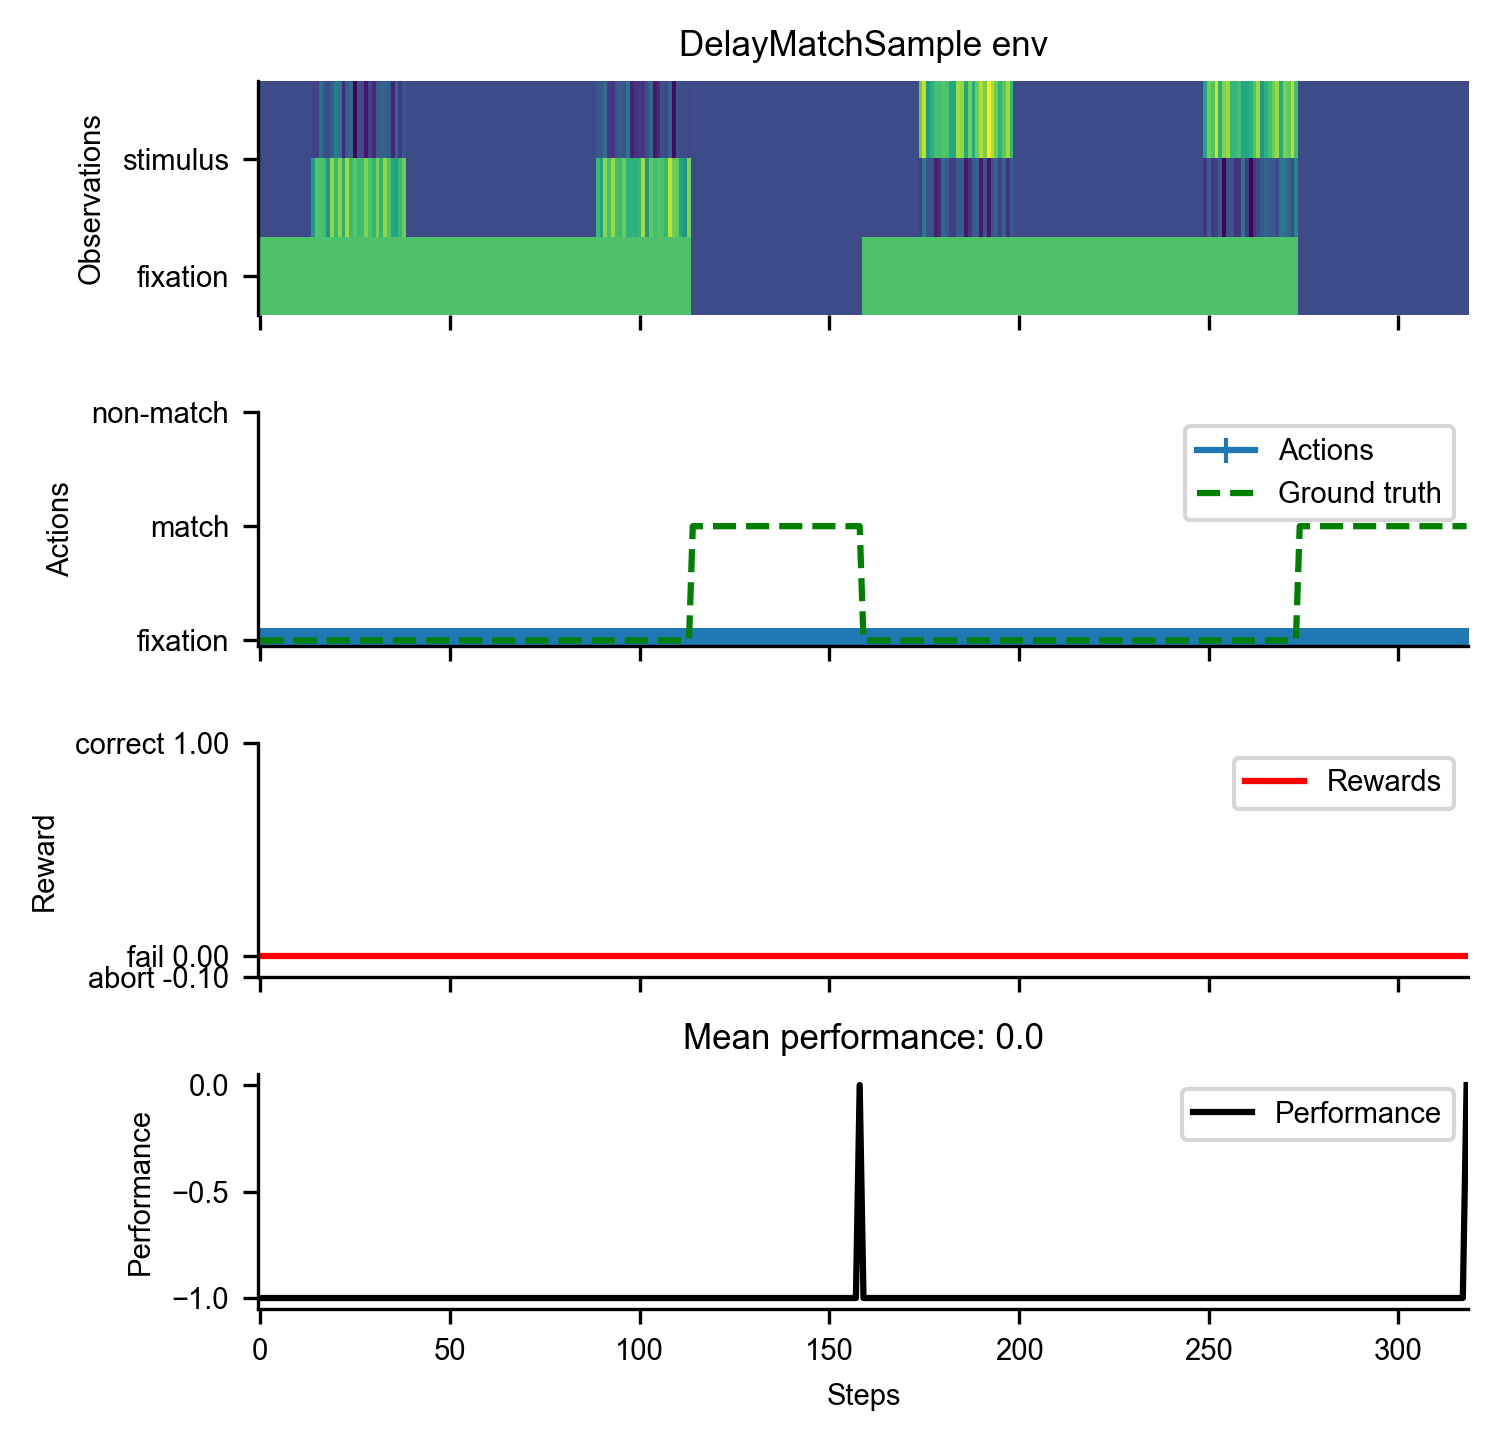 DelayMatchSample env
Observations
stimulus
fixation
Actions
non-match
match
fixation
Actions
Ground truth
Reward
correct 1.00
fail 0.00
abort -0.10
Rewards
Mean performance: 0.0
Performance
0.0
−0.5
−1.0
Performance
0 50 100 150 200 250 300
Steps